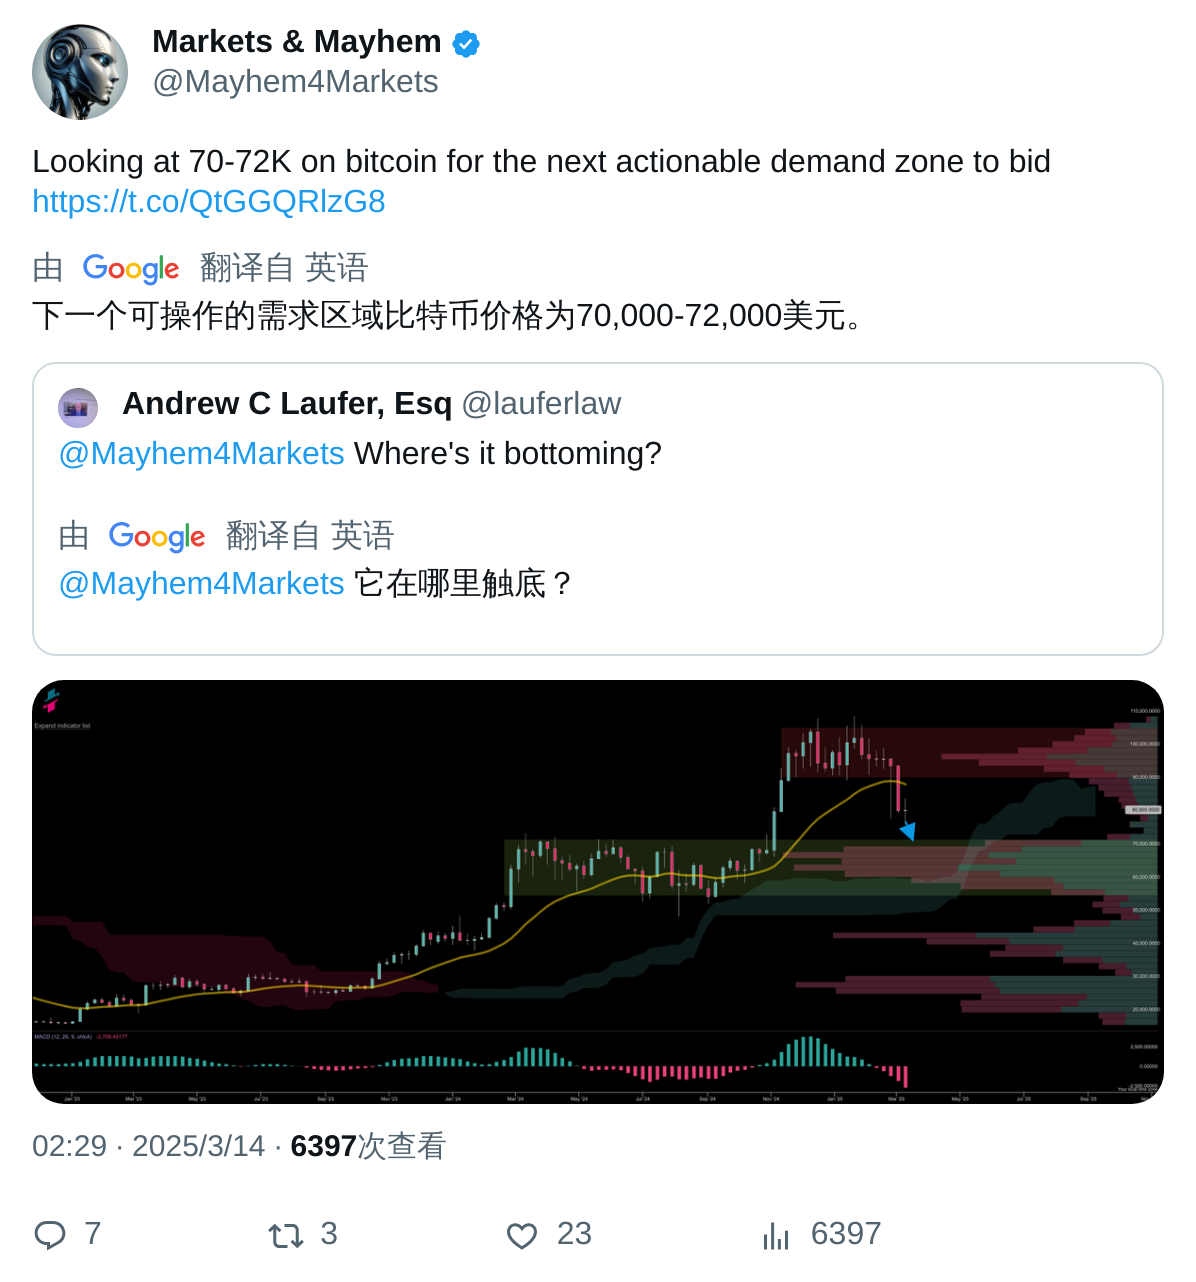 Markets & Mayhem
@Mayhem4Markets
Looking at 70-72K on bitcoin for the next actionable demand zone to bid
https://t.co/QtGGQRlzG8
由 Google 翻译自 英语
下一个可操作的需求区域比特币价格为70,000-72,000美元。
Andrew C Laufer, Esq @lauferlaw
@Mayhem4Markets Where's it bottoming?
由 Google 翻译自 英语
@Mayhem4Markets 它在哪里触底？
Expand indicator list
110,000.0000
100,000.0000
90,000.0000
70,000.0000
60,000.0000
50,000.0000
40,000.0000
30,000.0000
20,000.0000
MACD (12, 26, 9, ohlc4)
2,500.00000
0.00000
-2,500.00000
Your local time zone
Jan '23 Mar '23 May '23 Jul '23 Sep '23 Nov '23 Jan '24 Mar '24 May '24 Jul '24 Sep '24 Nov '24 Jan '25 Mar '25 May '25 Jul '25 Sep '25
02:29 · 2025/3/14 · 6397次查看
7 3 23 6397